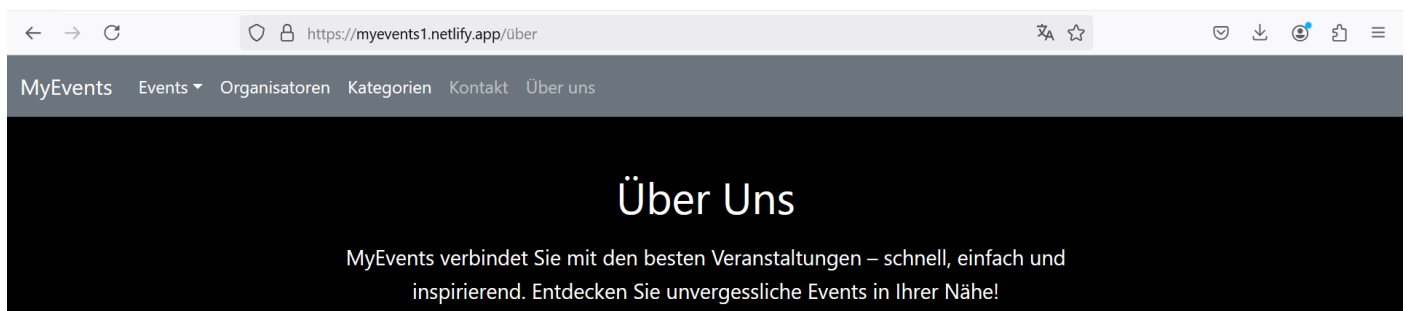 https://myevents1.netlify.app/über
MyEvents Events Organisatoren Kategorien Kontakt Über uns
Über Uns
MyEvents verbindet Sie mit den besten Veranstaltungen – schnell, einfach und
inspirierend. Entdecken Sie unvergessliche Events in Ihrer Nähe!